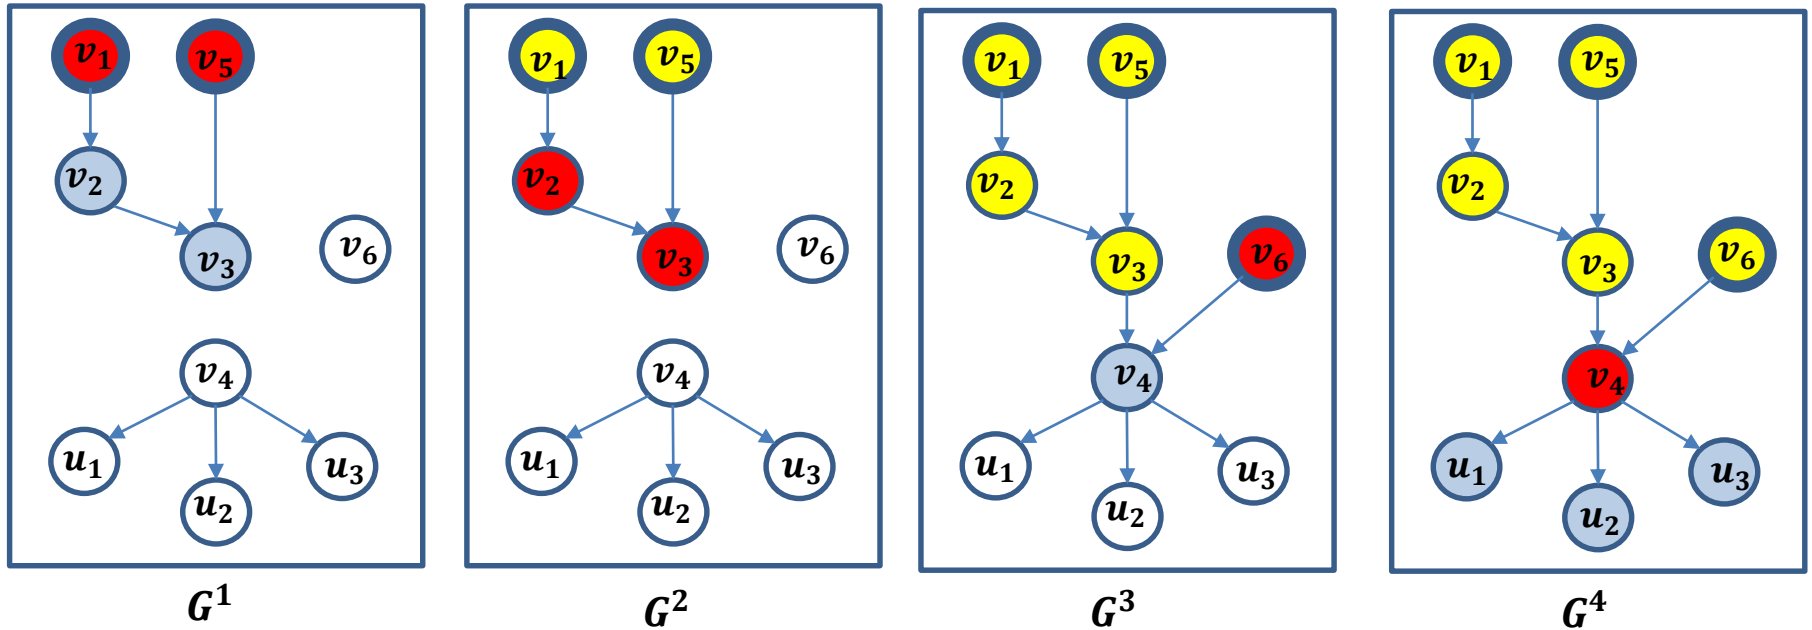 v₁ v₅
v₂
v₃ v₆
v₄
u₁ u₃
u₂
G¹
v₁ v₅
v₂
v₃ v₆
v₄
u₁ u₃
u₂
G²
v₁ v₅
v₂
v₃ v₆
v₄
u₁ u₃
u₂
G³
v₁ v₅
v₂
v₃ v₆
v₄
u₁ u₃
u₂
G⁴